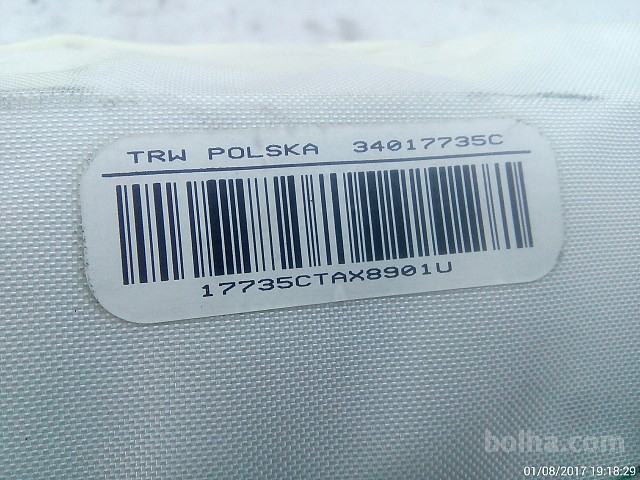 TRW POLSKA 34017735C
17735CTAX8901U
bolha.com
01/08/2017 19:18:29